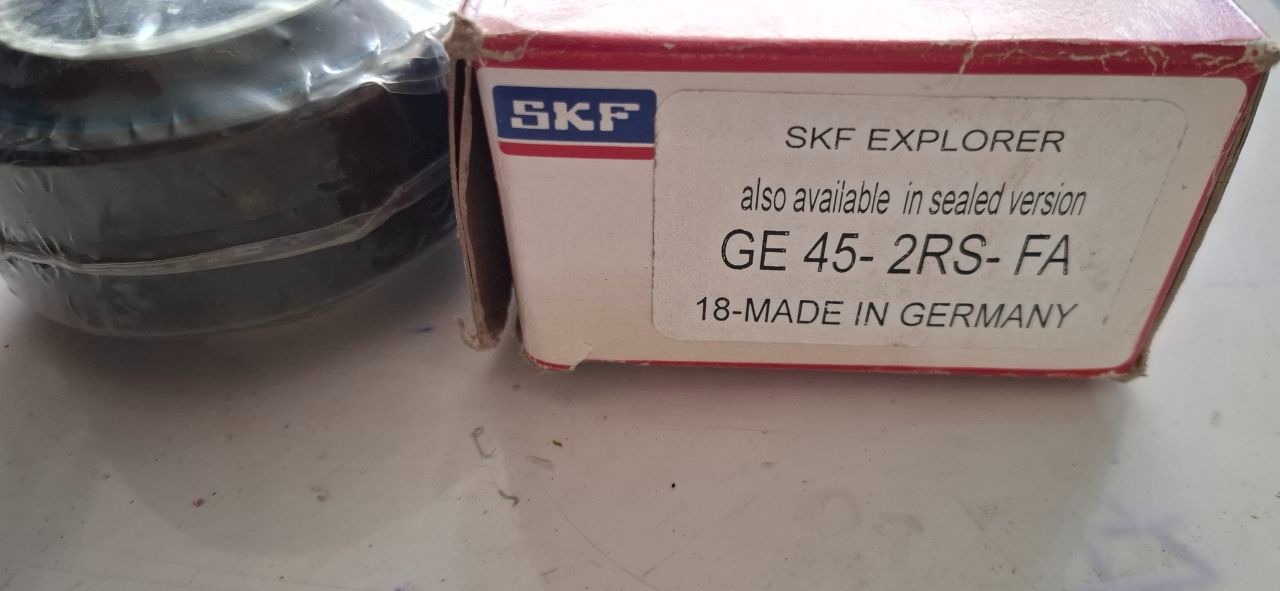 SKF
SKF EXPLORER
also available in sealed version
GE 45- 2RS- FA
18-MADE IN GERMANY